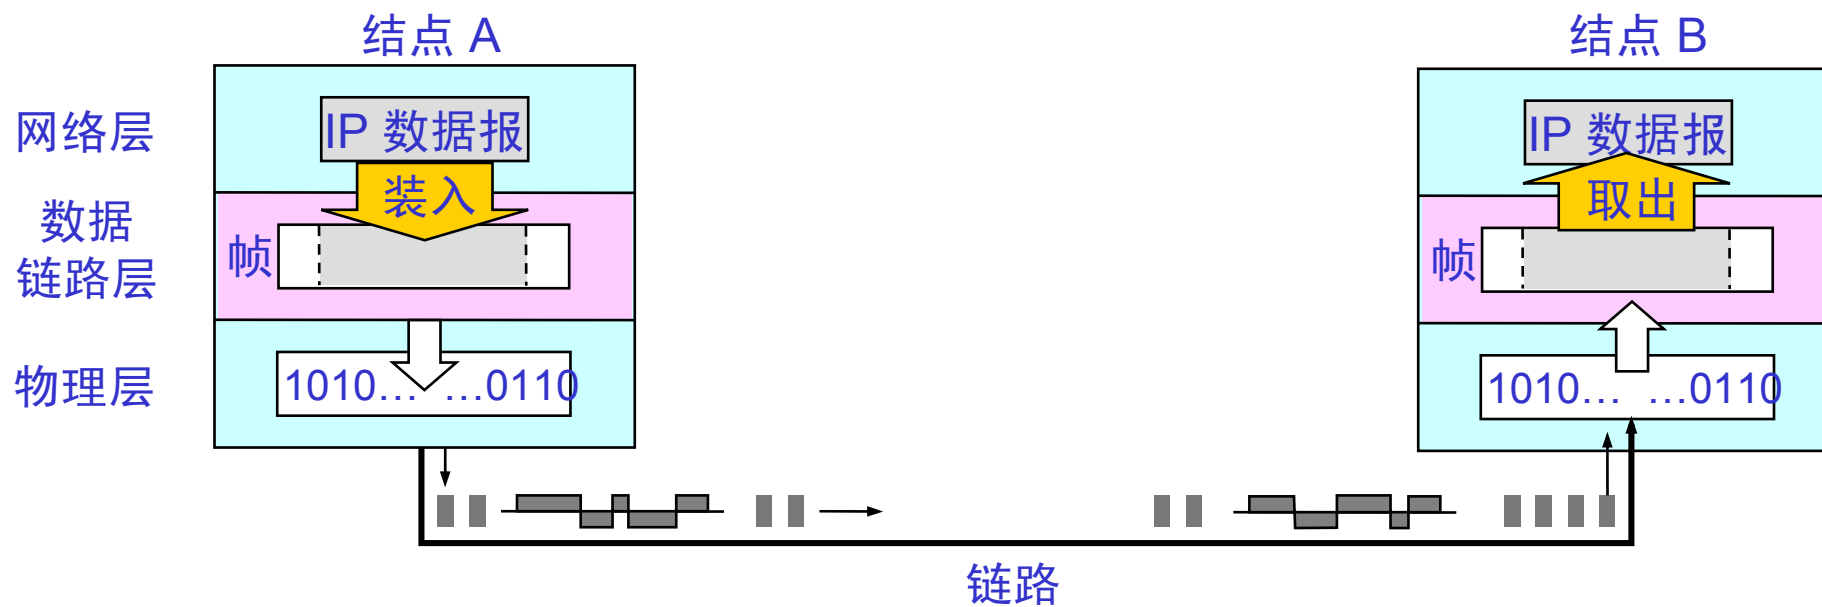 结点 A
结点 B
网络层
IP 数据报
IP 数据报
装入
取出
数据
链路层
帧
帧
物理层
1010… …0110
1010… …0110
链路